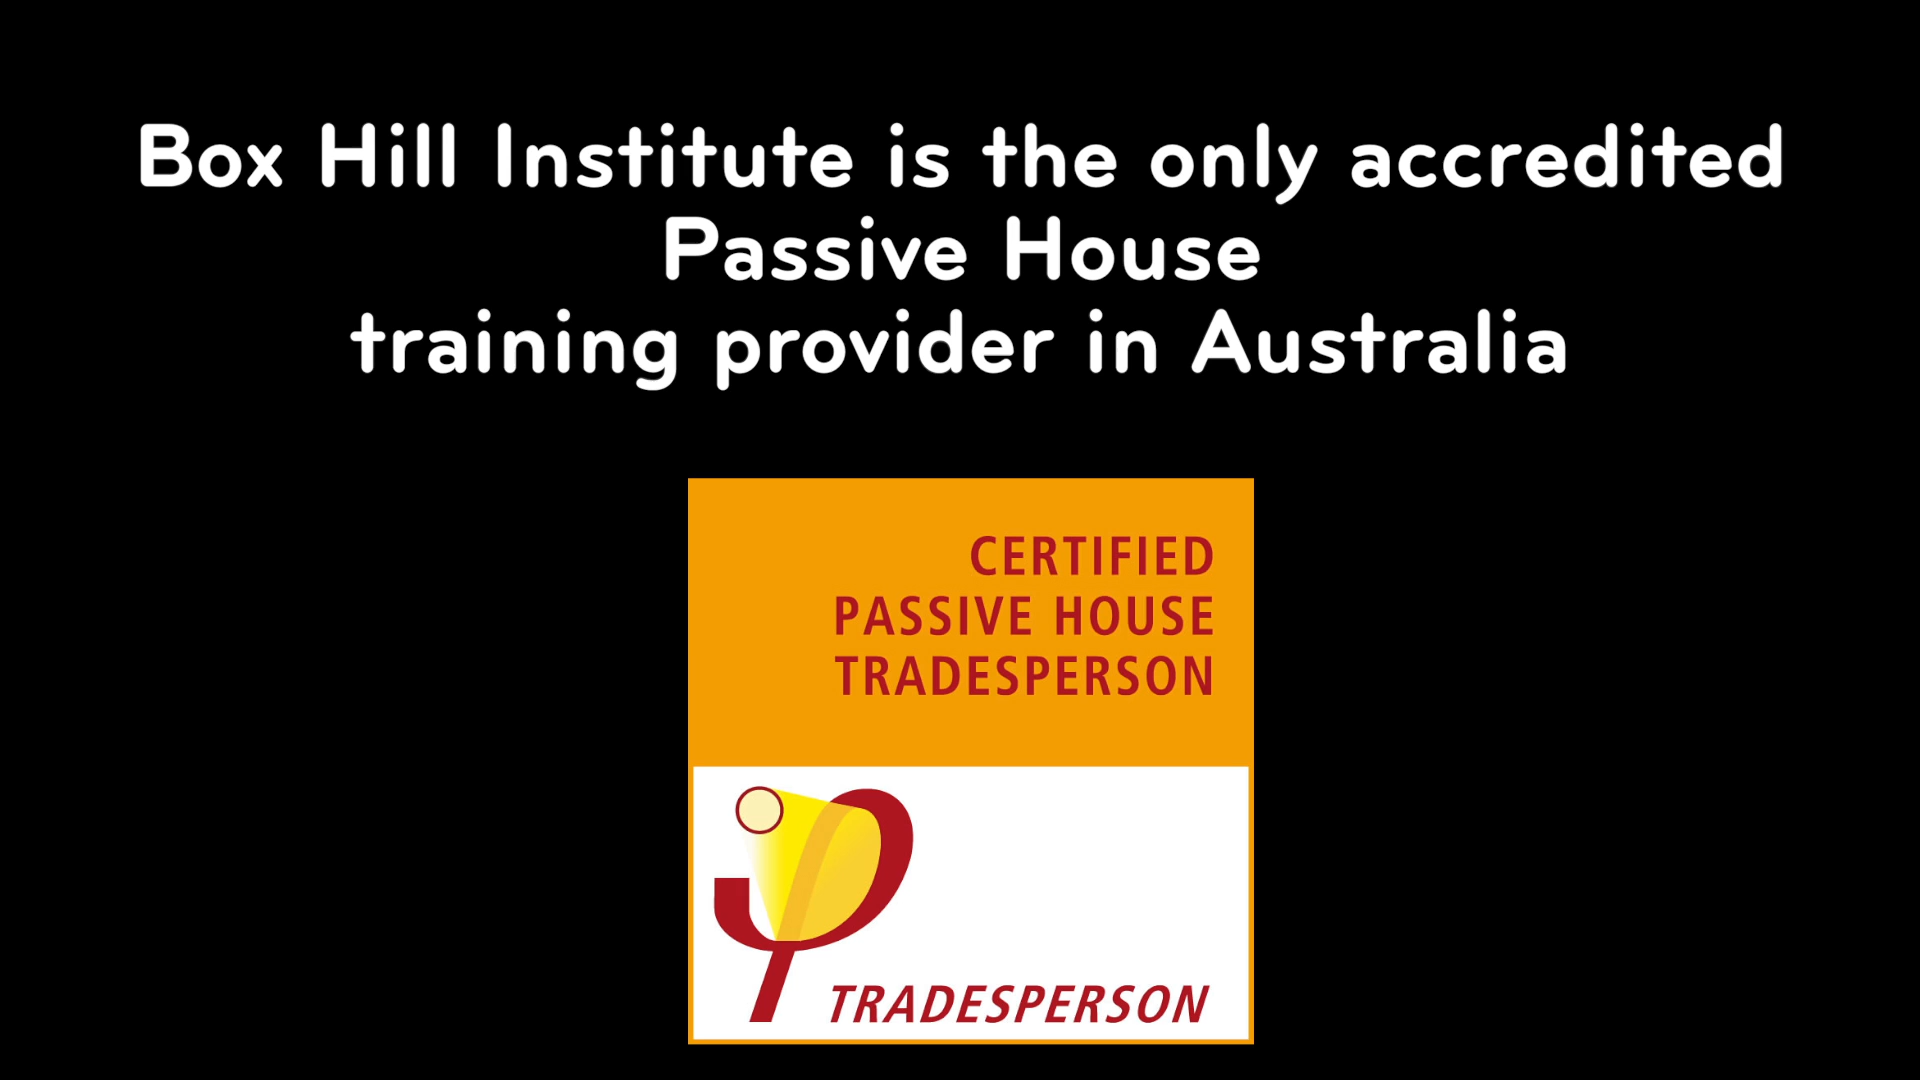 Box Hill Institute is the only accredited
Passive House
training provider in Australia
CERTIFIED
PASSIVE HOUSE
TRADESPERSON
TRADESPERSON